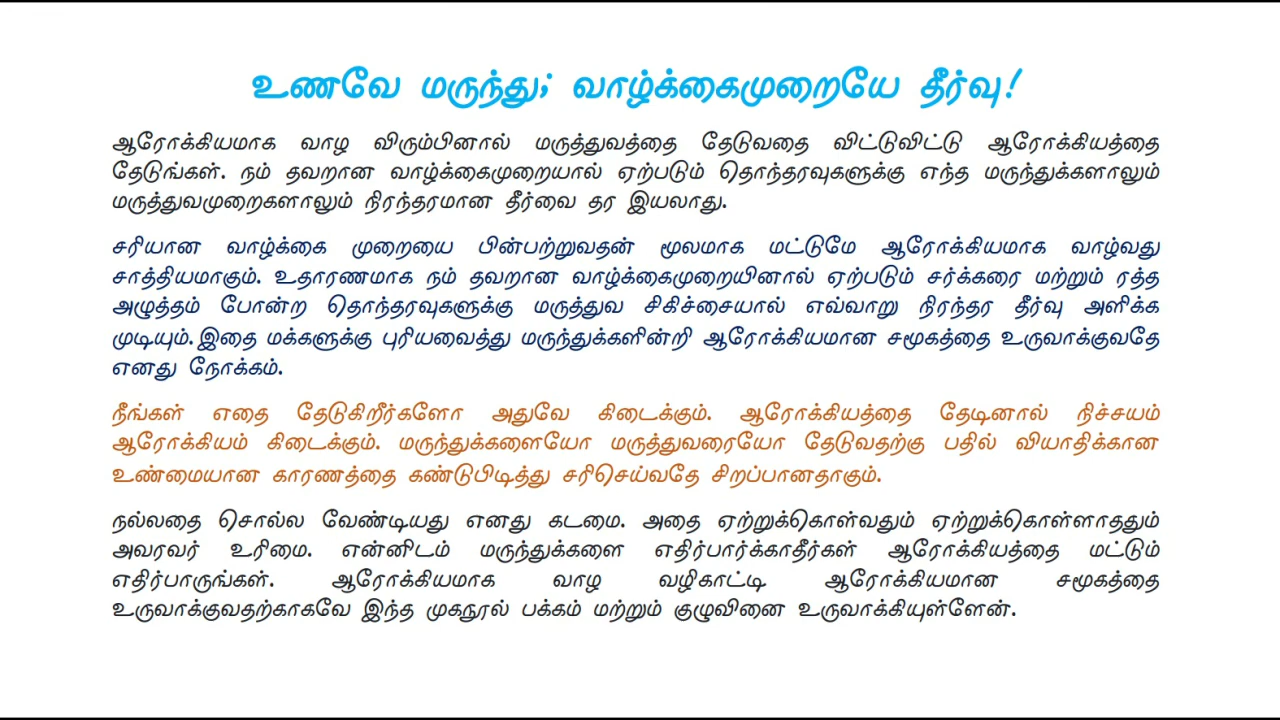 உணவே மருந்து; வாழ்க்கைமுறையே தீர்வு!
ஆரோக்கியமாக வாழ விரும்பினால் மருத்துவத்தை தேடுவதை விட்டுவிட்டு ஆரோக்கியத்தை
தேடுங்கள். நம் தவறான வாழ்க்கைமுறையால் ஏற்படும் தொந்தரவுகளுக்கு எந்த மருந்துக்களாலும்
மருத்துவமுறைகளாலும் நிரந்தரமான தீர்வை தர இயலாது.
சரியான வாழ்க்கை முறையை பின்பற்றுவதன் மூலமாக மட்டுமே ஆரோக்கியமாக வாழ்வது
சாத்தியமாகும். உதாரணமாக நம் தவறான வாழ்க்கைமுறையினால் ஏற்படும் சர்க்கரை மற்றும் ரத்த
அழுத்தம் போன்ற தொந்தரவுகளுக்கு மருத்துவ சிகிச்சையால் எவ்வாறு நிரந்தர தீர்வு அளிக்க
முடியும்.இதை மக்களுக்கு புரியவைத்து மருந்துக்களின்றி ஆரோக்கியமான சமூகத்தை உருவாக்குவதே
எனது நோக்கம்.
நீங்கள் எதை தேடுகிறீர்களோ அதுவே கிடைக்கும். ஆரோக்கியத்தை தேடினால் நிச்சயம்
ஆரோக்கியம் கிடைக்கும். மருந்துக்களையோ மருத்துவரையோ தேடுவதற்கு பதில் வியாதிக்கான
உண்மையான காரணத்தை கண்டுபிடித்து சரிசெய்வதே சிறப்பானதாகும்.
நல்லதை சொல்ல வேண்டியது எனது கடமை. அதை ஏற்றுக்கொள்வதும் ஏற்றுக்கொள்ளாததும்
அவரவர் உரிமை. என்னிடம் மருந்துக்களை எதிர்பார்க்காதீர்கள் ஆரோக்கியத்தை மட்டும்
எதிர்பாருங்கள். ஆரோக்கியமாக வாழ வழிகாட்டி ஆரோக்கியமான சமூகத்தை
உருவாக்குவதற்காகவே இந்த முகநூல் பக்கம் மற்றும் குழுவினை உருவாக்கியுள்ளேன்.